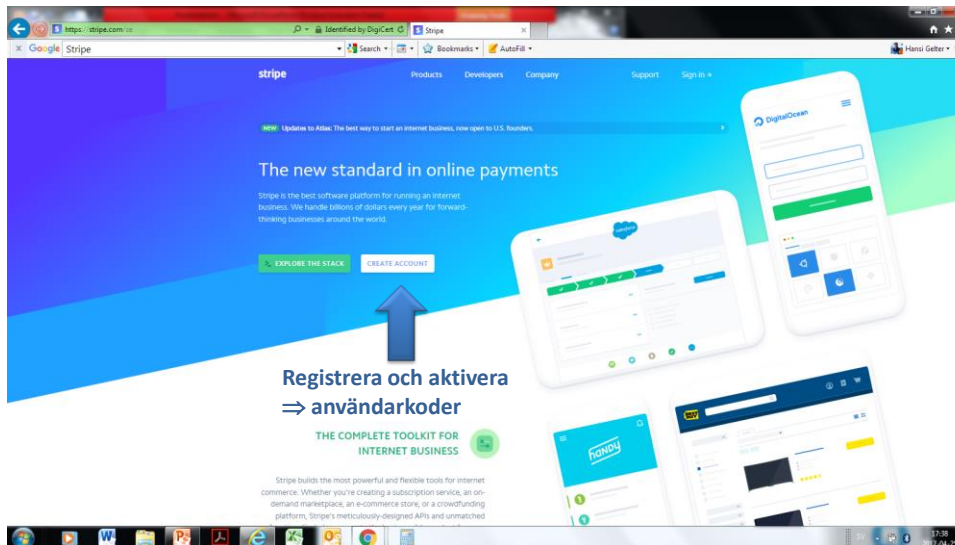 https://stripe.com/se
Identified by DigiCert
Stripe
Google
Stripe
Search
Bookmarks
AutoFill
Hansi Gelter
stripe
Products Developers Company Support Sign in »
NEW Updates to Atlas: The best way to start an internet business, now open to U.S. founders.
DigitalOcean
The new standard in online payments
Stripe is the best software platform for running an internet
business. We handle billions of dollars every year for forward-
thinking businesses around the world.
salesforce
EXPLORE THE STACK CREATE ACCOUNT
Registrera och aktivera
⇒ användarkoder
THE COMPLETE TOOLKIT FOR
INTERNET BUSINESS
HANDY
Stripe builds the most powerful and flexible tools for internet
commerce. Whether you're creating a subscription service, an on-
demand marketplace, an e-commerce store, or a crowdfunding
platform, Stripe's meticulously-designed APIs and unmatched
SV
17:38